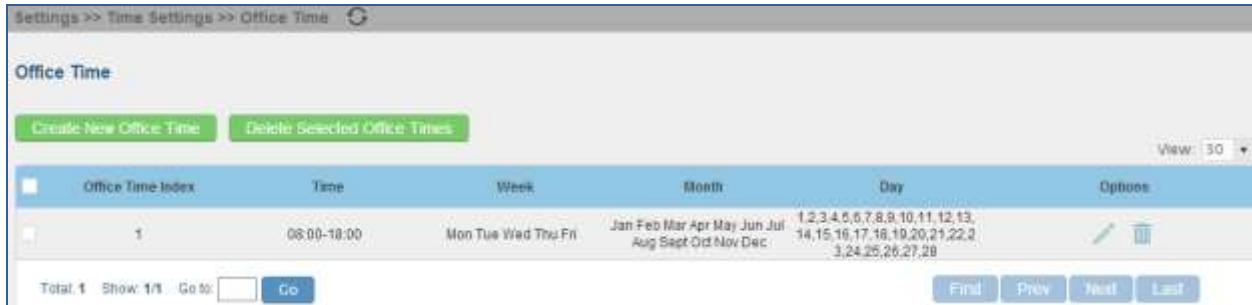 Settings >> Time Settings >> Office Time
Office Time
Create New Office Time
Delete Selected Office Times
View: 30
Office Time Index
Time
Week
Month
Day
Options
1
08:00-18:00
Mon Tue Wed Thu Fri
Jan Feb Mar Apr May Jun Jul
Aug Sept Oct Nov Dec
1,2,3,4,5,6,7,8,9,10,11,12,13,
14,15,16,17,18,19,20,21,22,2
3,24,25,26,27,28
Total: 1 Show: 1/1 Go to:
Go
First
Prev
Next
Last